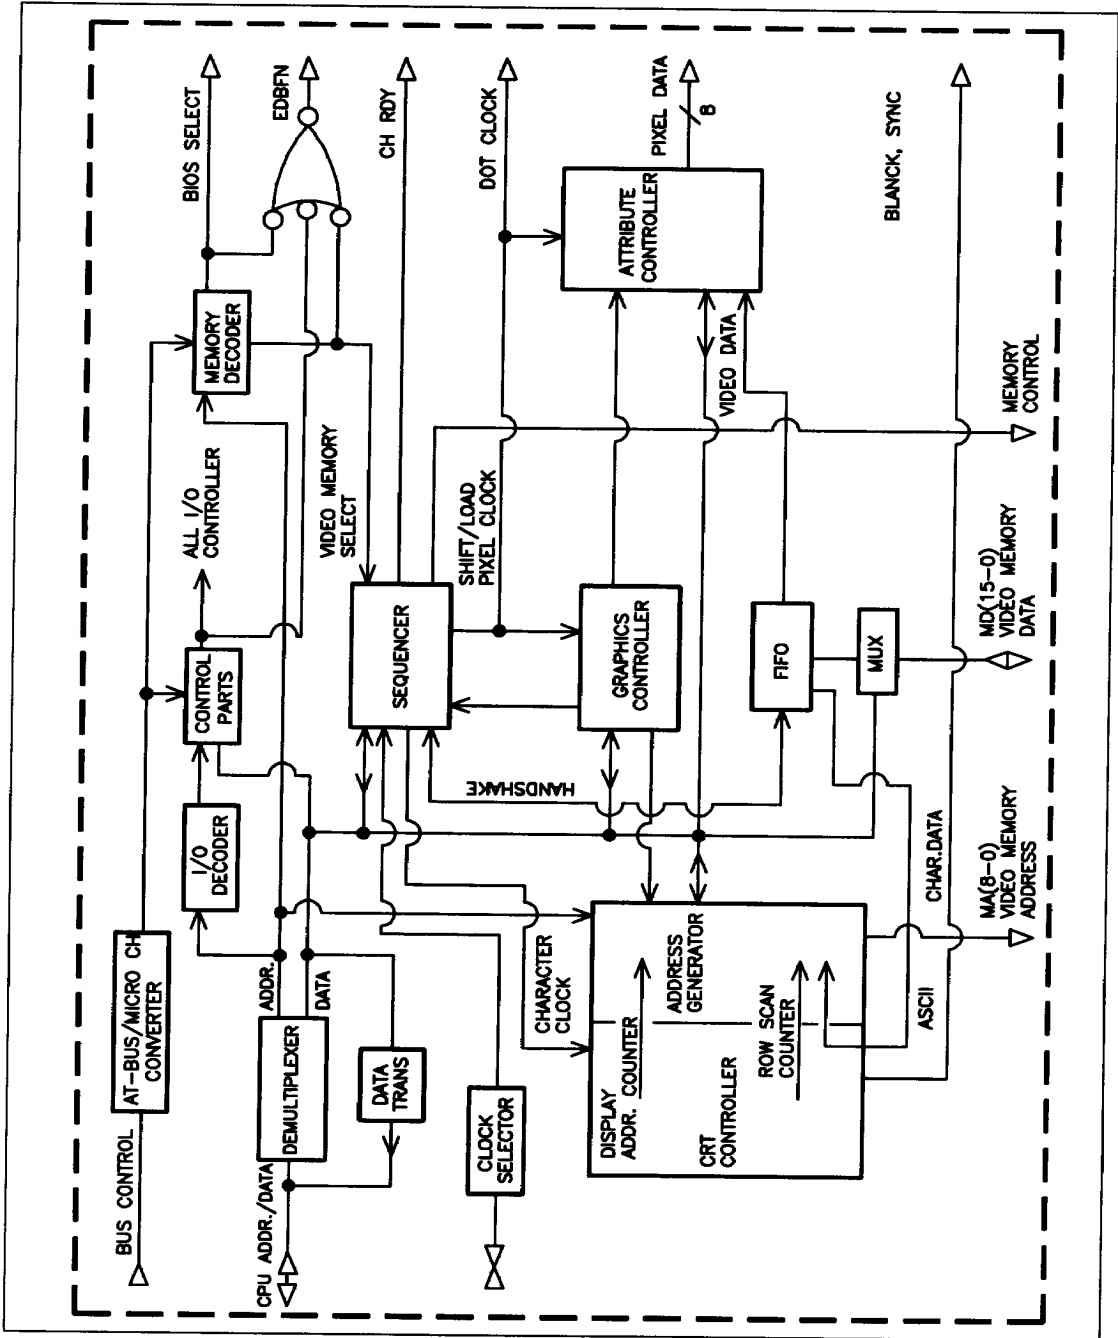 BUS CONTROL
AT-BUS/MICRO CH
CONVERTER
CPU ADDR./DATA
DEMULTIPLEXER
ADDR.
DATA
DATA
TRANS
I/O
DECODER
CONTROL
PARTS
ALL I/O
CONTROLLER
MEMORY
DECODER
BIOS SELECT
EDBFN
VIDEO MEMORY
SELECT
CH RDY
CLOCK
SELECTOR
CHARACTER
CLOCK
SEQUENCER
HANDSHAKE
SHIFT/LOAD
PIXEL CLOCK
DOT CLOCK
GRAPHICS
CONTROLLER
ATTRIBUTE
CONTROLLER
PIXEL DATA
8
VIDEO DATA
DISPLAY
ADDR. COUNTER
ADDRESS
GENERATOR
CRT
CONTROLLER
ROW SCAN
COUNTER
FIFO
MUX
ASCII
CHAR.DATA
BLANCK, SYNC
MA(8-0)
VIDEO MEMORY
ADDRESS
MD(15-0)
VIDEO MEMORY
DATA
MEMORY
CONTROL